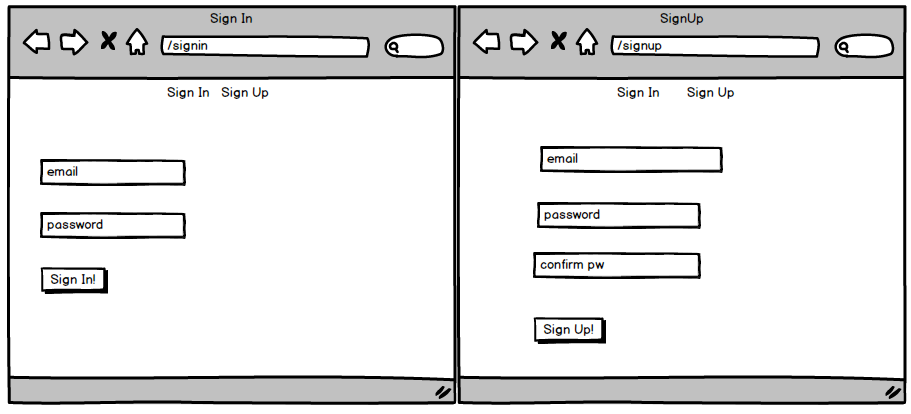 Sign In
/signin
Sign In Sign Up
email
password
Sign In!
SignUp
/signup
Sign In Sign Up
email
password
confirm pw
Sign Up!